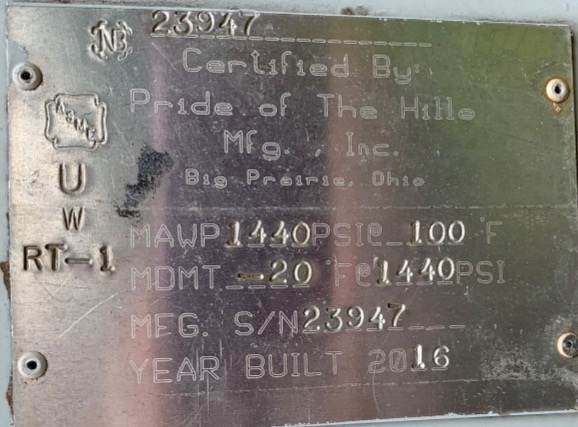 NB 23947
Certified By:
Pride of The Hills
Mfg., Inc.
Big Prairie, Ohio
ASME
U
W
RT-1
MAWP 1440 PSI@ 100 F
MDMT -20 F@ 1440 PSI
MFG. S/N 23947
YEAR BUILT 2016